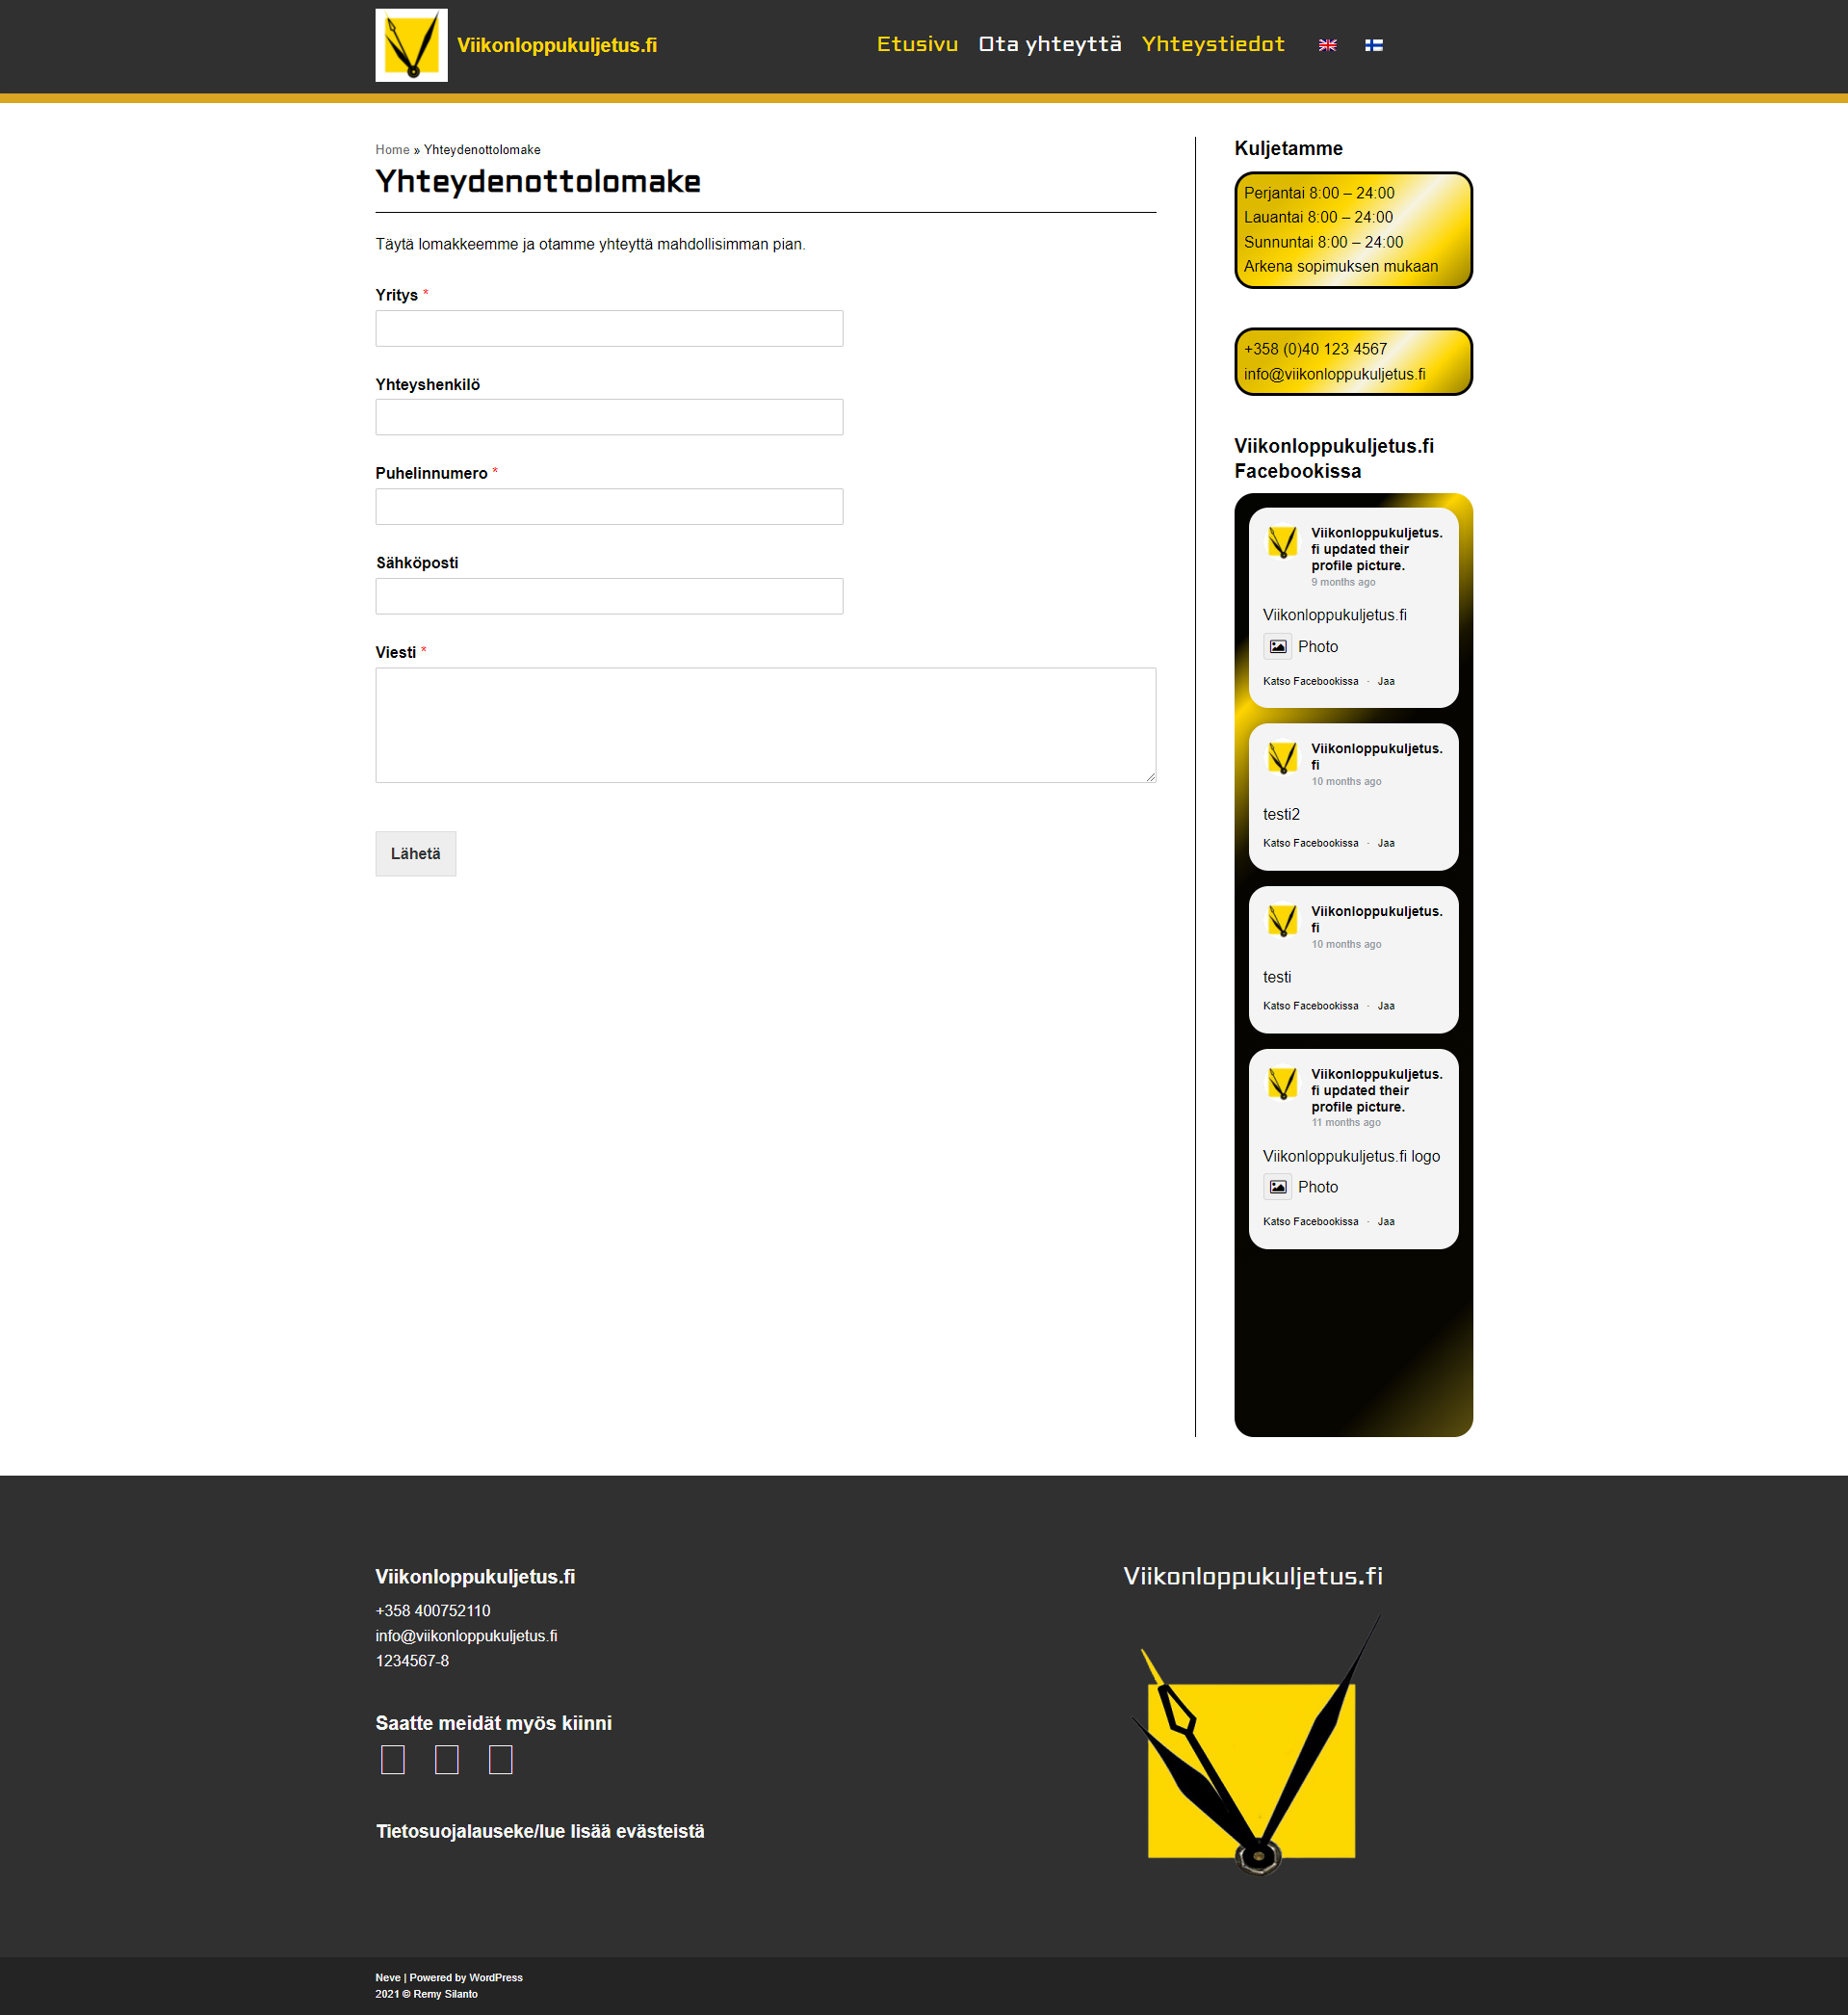 Viikonloppukuljetus.fi
Etusivu Ota yhteyttä Yhteystiedot
Home » Yhteydenottolomake
Yhteydenottolomake
Täytä lomakkeemme ja otamme yhteyttä mahdollisimman pian.
Yritys *
Yhteyshenkilö
Puhelinnumero *
Sähköposti
Viesti *
Lähetä
Kuljetamme
Perjantai 8:00 – 24:00
Lauantai 8:00 – 24:00
Sunnuntai 8:00 – 24:00
Arkena sopimuksen mukaan
+358 (0)40 123 4567
info@viikonloppukuljetus.fi
Viikonloppukuljetus.fi
Facebookissa
Viikonloppukuljetus.
fi updated their
profile picture.
9 months ago
Viikonloppukuljetus.fi
Photo
Katso Facebookissa · Jaa
Viikonloppukuljetus.
fi
10 months ago
testi2
Katso Facebookissa · Jaa
Viikonloppukuljetus.
fi
10 months ago
testi
Katso Facebookissa · Jaa
Viikonloppukuljetus.
fi updated their
profile picture.
11 months ago
Viikonloppukuljetus.fi logo
Photo
Katso Facebookissa · Jaa
Viikonloppukuljetus.fi
+358 400752110
info@viikonloppukuljetus.fi
1234567-8
Saatte meidät myös kiinni
Tietosuojalauseke/lue lisää evästeistä
Viikonloppukuljetus.fi
Neve | Powered by WordPress
2021 © Remy Silanto